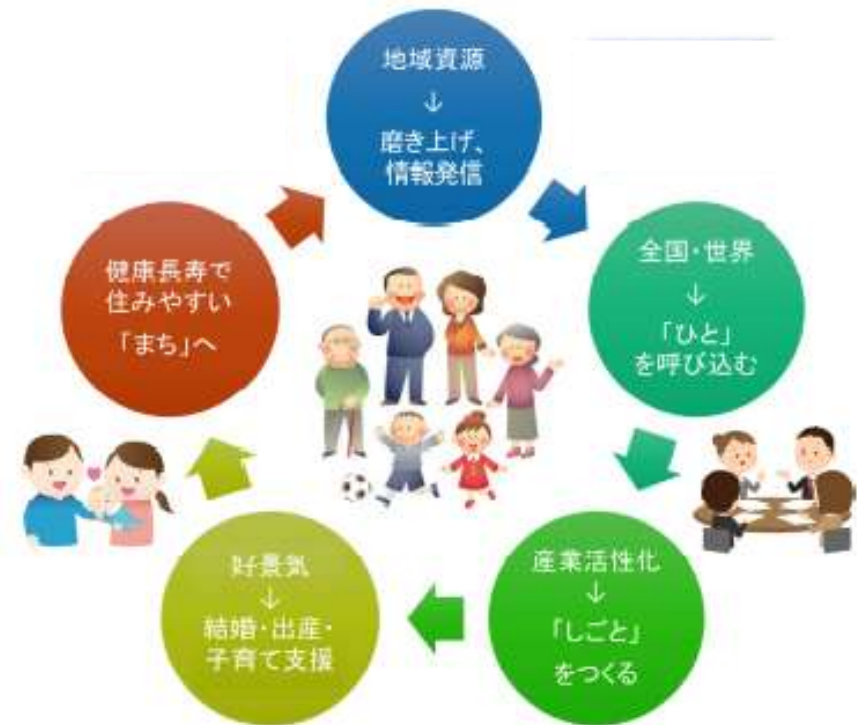 地域資源
↓
磨き上げ、
情報発信
全国・世界
↓
「ひと」
を呼び込む
産業活性化
↓
「しごと」
をつくる
好景気
↓
結婚・出産・
子育て支援
健康長寿で
住みやすい
「まち」へ